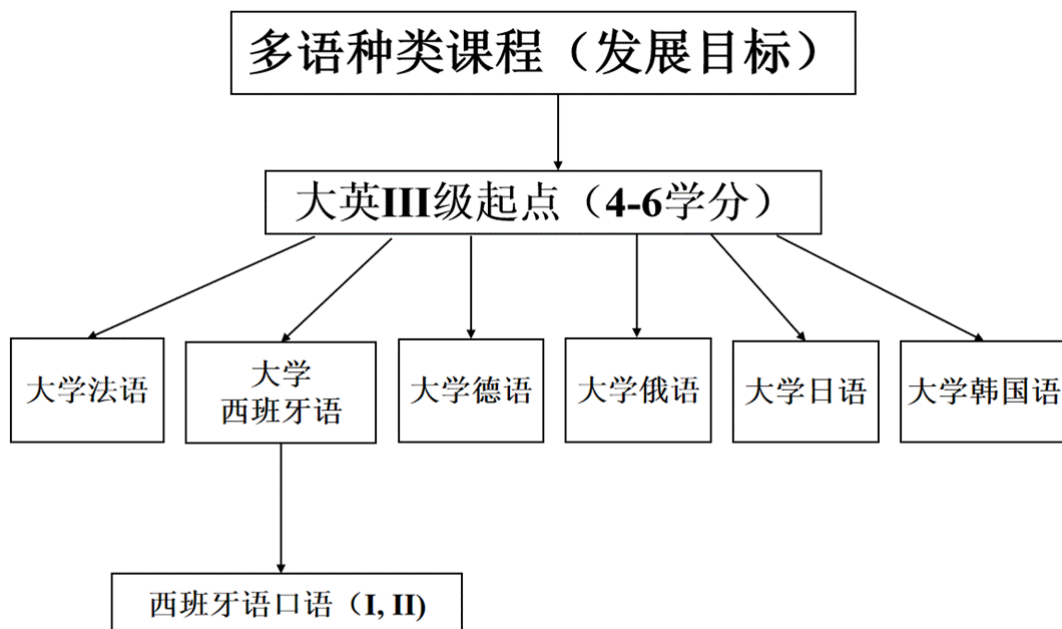 多语种类课程（发展目标）
大英III级起点（4-6学分）
大学法语
大学
西班牙语
大学德语
大学俄语
大学日语
大学韩国语
西班牙语口语（I, II)